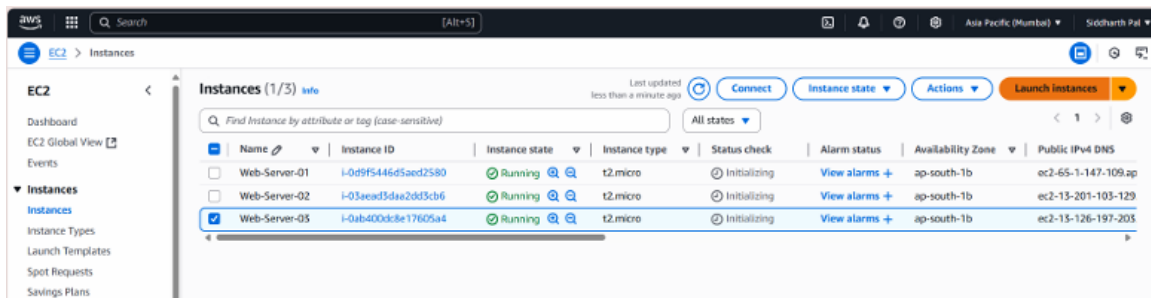 aws Search [Alt+S] Asia Pacific (Mumbai) Siddharth Pal
EC2 > Instances
EC2
Dashboard
EC2 Global View
Events
Instances
Instances
Instance Types
Launch Templates
Spot Requests
Savings Plans
Instances (1/3) Info
Last updated
less than a minute ago
Connect Instance state Actions Launch instances
Find Instance by attribute or tag (case-sensitive) All states 1
Name Instance ID Instance state Instance type Status check Alarm status Availability Zone Public IPv4 DNS
Web-Server-01 i-0d9f5446d5aed2580 Running t2.micro Initializing View alarms + ap-south-1b ec2-65-1-147-109.ap
Web-Server-02 i-03aead3daa2dd3cb6 Running t2.micro Initializing View alarms + ap-south-1b ec2-13-201-103-129.
Web-Server-03 i-0ab400dc8e17605a4 Running t2.micro Initializing View alarms + ap-south-1b ec2-13-126-197-203.